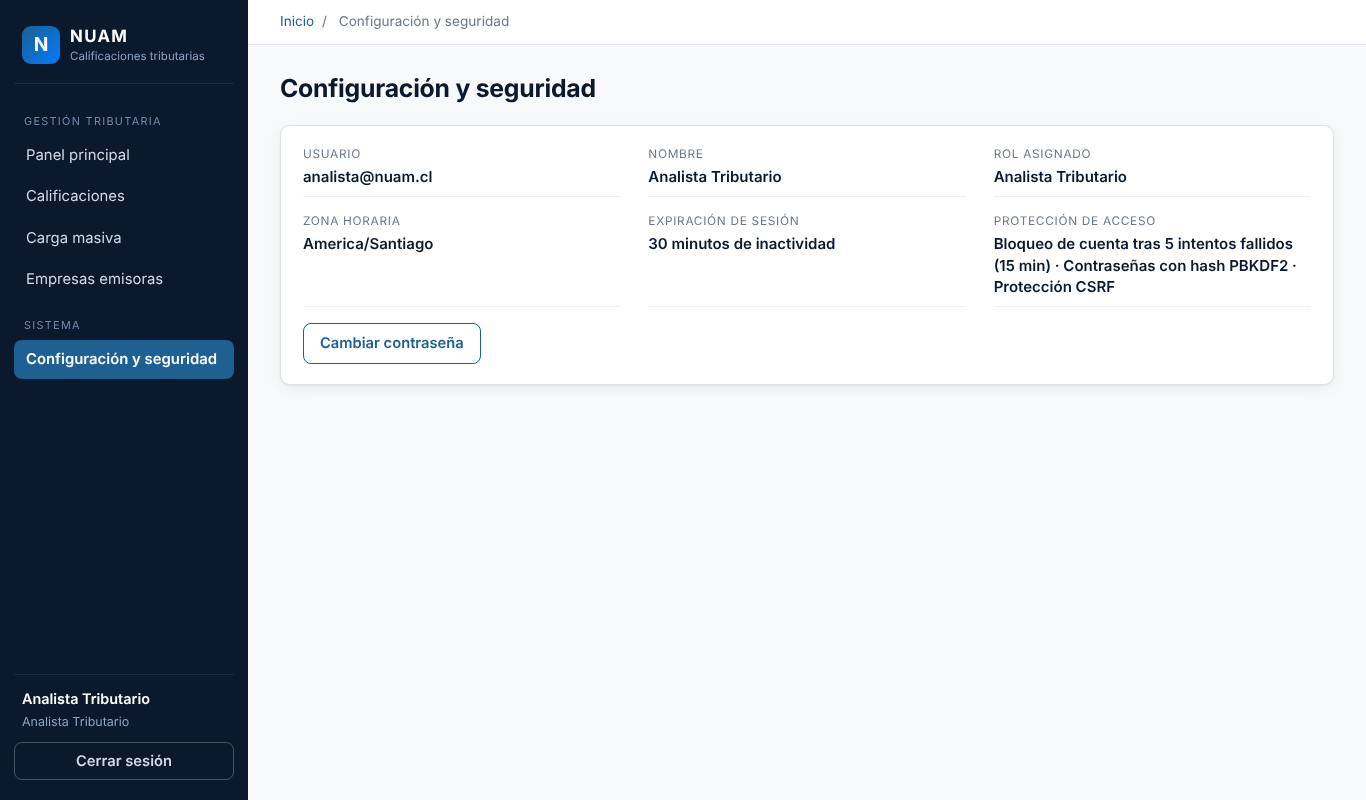 N
NUAM
Calificaciones tributarias
GESTIÓN TRIBUTARIA
Panel principal
Calificaciones
Carga masiva
Empresas emisoras
SISTEMA
Configuración y seguridad
Analista Tributario
Analista Tributario
Cerrar sesión
Inicio / Configuración y seguridad
Configuración y seguridad
USUARIO
analista@nuam.cl
NOMBRE
Analista Tributario
ROL ASIGNADO
Analista Tributario
ZONA HORARIA
America/Santiago
EXPIRACIÓN DE SESIÓN
30 minutos de inactividad
PROTECCIÓN DE ACCESO
Bloqueo de cuenta tras 5 intentos fallidos
(15 min) · Contraseñas con hash PBKDF2 ·
Protección CSRF
Cambiar contraseña